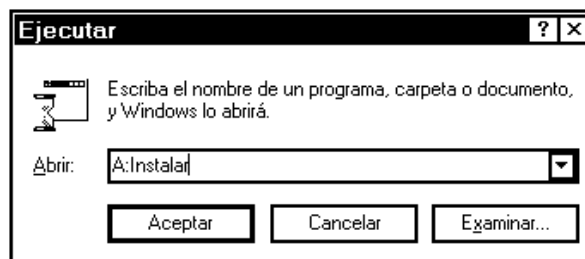 Ejecutar
Escriba el nombre de un programa, carpeta o documento,
y Windows lo abrirá.
Abrir: A:Instalar
Aceptar Cancelar Examinar...